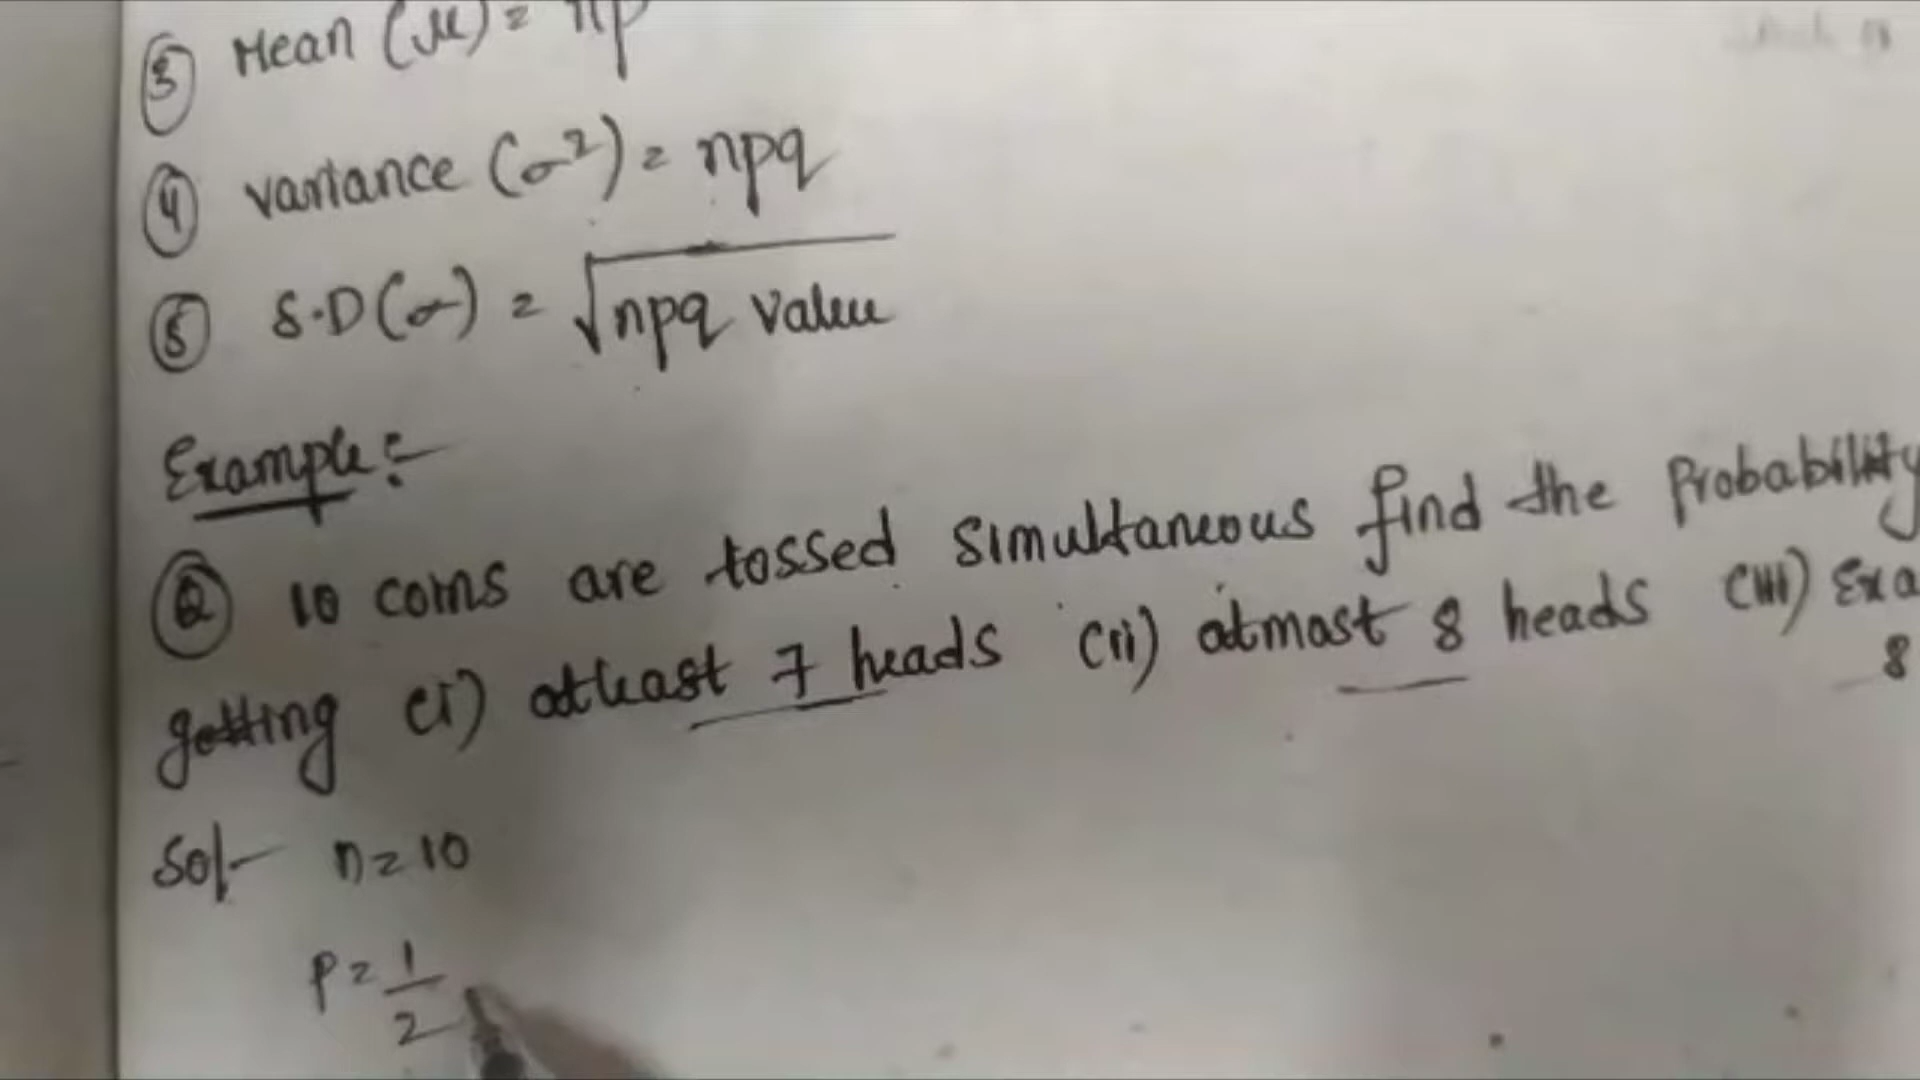 ③ Mean (μ) = np
④ variance (σ²) = npq
⑤ S.D(σ) = √npq value
Example:-
Ⓠ 10 coins are tossed simultaneous find the Probability
getting (i) atleast 7 heads (ii) atmost 8 heads (iii) Exa
8
Sol- n=10
P = 1/2